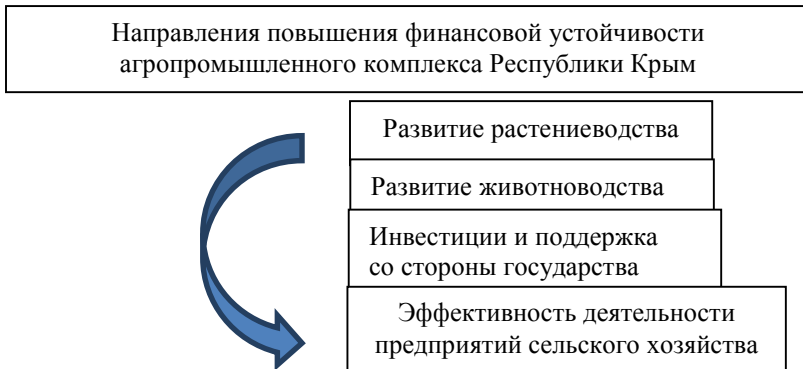 Направления повышения финансовой устойчивости
агропромышленного комплекса Республики Крым
Развитие растениеводства
Развитие животноводства
Инвестиции и поддержка
со стороны государства
Эффективность деятельности
предприятий сельского хозяйства